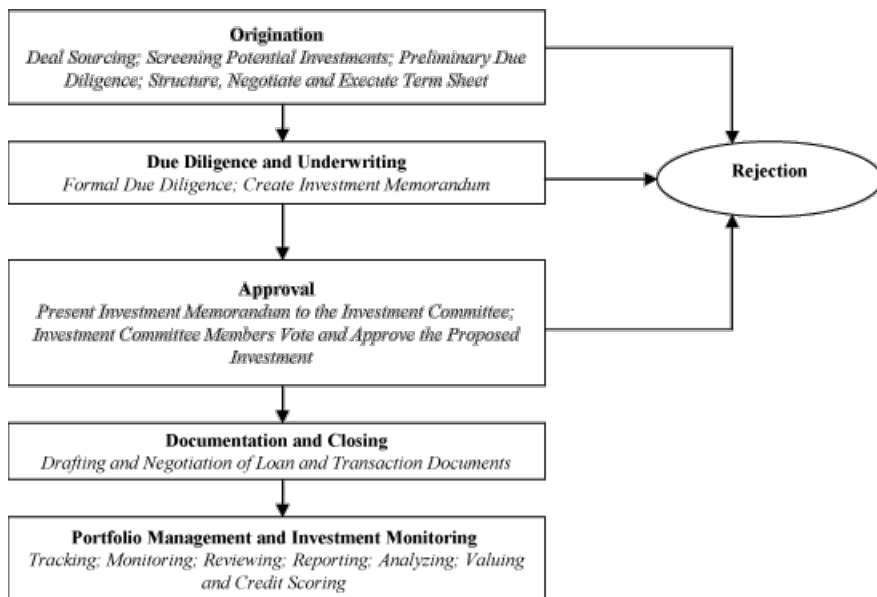 Origination
Deal Sourcing; Screening Potential Investments; Preliminary Due
Diligence; Structure, Negotiate and Execute Term Sheet
Due Diligence and Underwriting
Formal Due Diligence; Create Investment Memorandum
Rejection
Approval
Present Investment Memorandum to the Investment Committee;
Investment Committee Members Vote and Approve the Proposed
Investment
Documentation and Closing
Drafting and Negotiation of Loan and Transaction Documents
Portfolio Management and Investment Monitoring
Tracking; Monitoring; Reviewing; Reporting; Analyzing; Valuing
and Credit Scoring